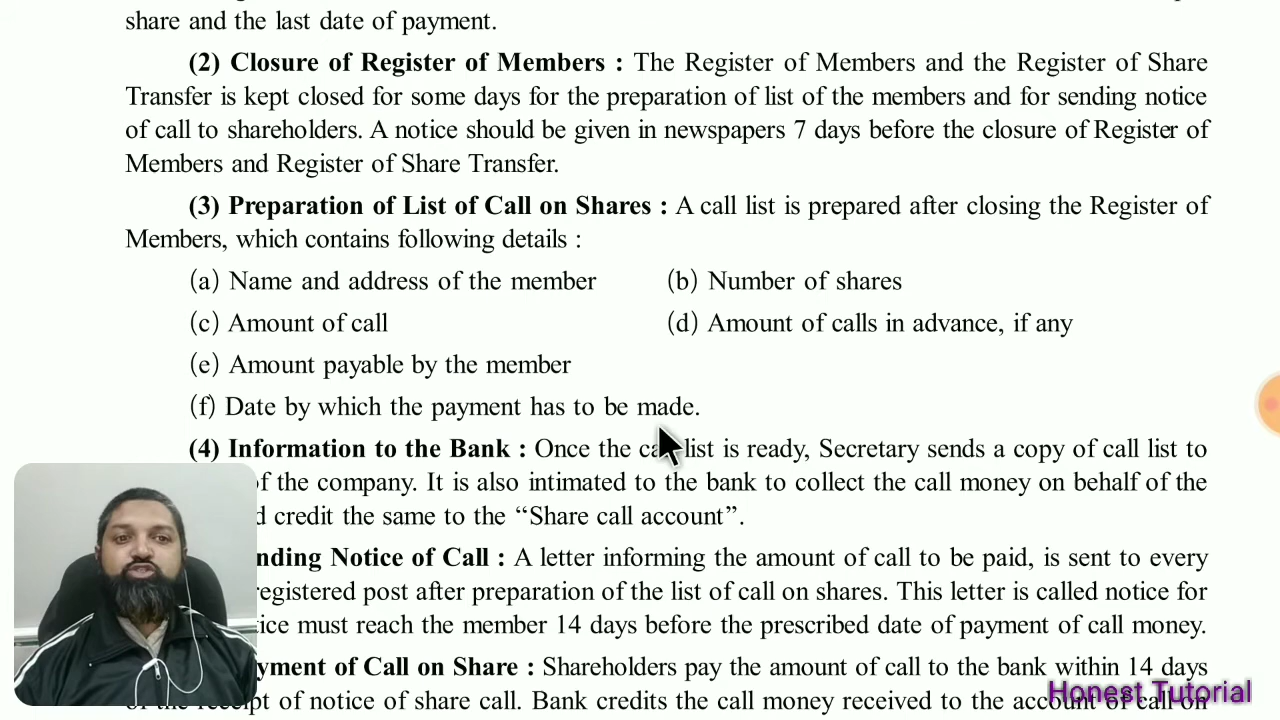 share and the last date of payment.
(2) Closure of Register of Members : The Register of Members and the Register of Share
Transfer is kept closed for some days for the preparation of list of the members and for sending notice
of call to shareholders. A notice should be given in newspapers 7 days before the closure of Register of
Members and Register of Share Transfer.
(3) Preparation of List of Call on Shares : A call list is prepared after closing the Register of
Members, which contains following details :
(a) Name and address of the member (b) Number of shares
(c) Amount of call (d) Amount of calls in advance, if any
(e) Amount payable by the member
(f) Date by which the payment has to be made.
(4) Information to the Bank : Once the list is ready, Secretary sends a copy of call list to
of the company. It is also intimated to the bank to collect the call money on behalf of the
credit the same to the “Share call account”.
Notice of Call : A letter informing the amount of call to be paid, is sent to every
registered post after preparation of the list of call on shares. This letter is called notice for
must reach the member 14 days before the prescribed date of payment of call money.
of Call on Share : Shareholders pay the amount of call to the bank within 14 days
of notice of share call. Bank credits the call money received to the account of call on
Honest Tutorial